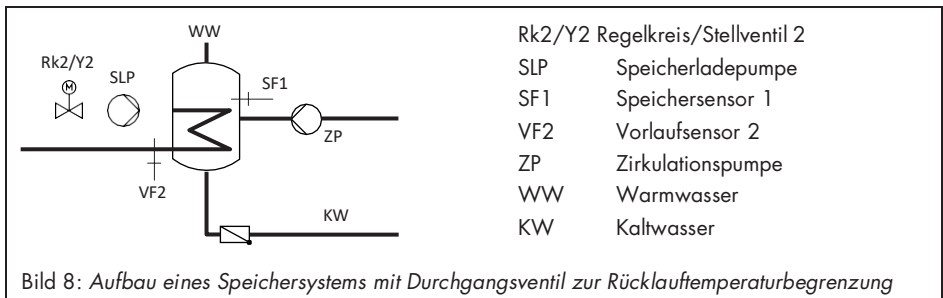 WW
Rk2/Y2
SLP
M
SF1
ZP
VF2
KW
Rk2/Y2 Regelkreis/Stellventil 2
SLP Speicherladepumpe
SF1 Speichersensor 1
VF2 Vorlaufsensor 2
ZP Zirkulationspumpe
WW Warmwasser
KW Kaltwasser
Bild 8: Aufbau eines Speichersystems mit Durchgangsventil zur Rücklauftemperaturbegrenzung